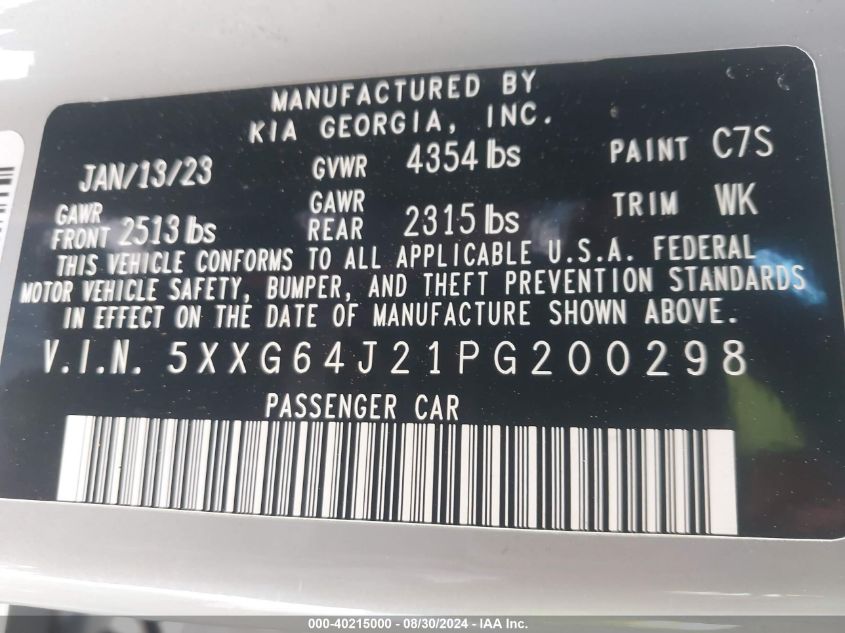 MANUFACTURED BY
KIA GEORGIA, INC.
JAN/13/23 GVWR 4354 lbs PAINT C7S
GAWR FRONT 2513 lbs GAWR REAR 2315 lbs TRIM WK
THIS VEHICLE CONFORMS TO ALL APPLICABLE U.S.A. FEDERAL
MOTOR VEHICLE SAFETY, BUMPER, AND THEFT PREVENTION STANDARDS
IN EFFECT ON THE DATE OF MANUFACTURE SHOWN ABOVE.
V.I.N. 5XXG64J21PG200298
PASSENGER CAR
000-40215000 - 08/30/2024 - IAA Inc.